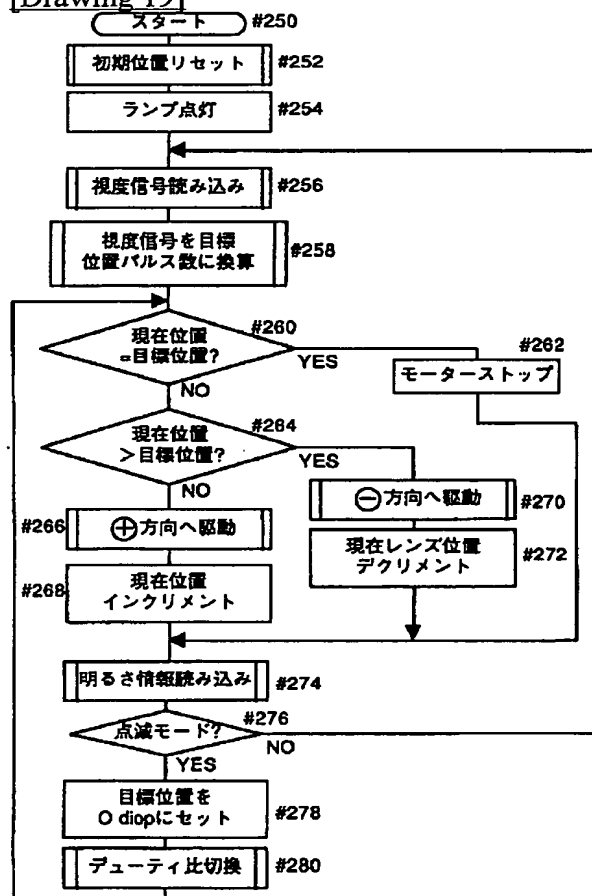 [Drawing 19]
スタート #250
初期位置リセット #252
ランプ点灯 #254
視度信号読み込み #256
視度信号を目標
位置パルス数に換算 #258
現在位置
=目標位置? #260
YES
NO
モーターストップ #262
現在位置
>目標位置? #264
YES
NO
#266 ⊕方向へ駆動
⊖方向へ駆動 #270
#268 現在位置
インクリメント
現在レンズ位置
デクリメント #272
明るさ情報読み込み #274
点滅モード? #276
NO
YES
目標位置を
0 diopにセット #278
デューティ比切換 #280